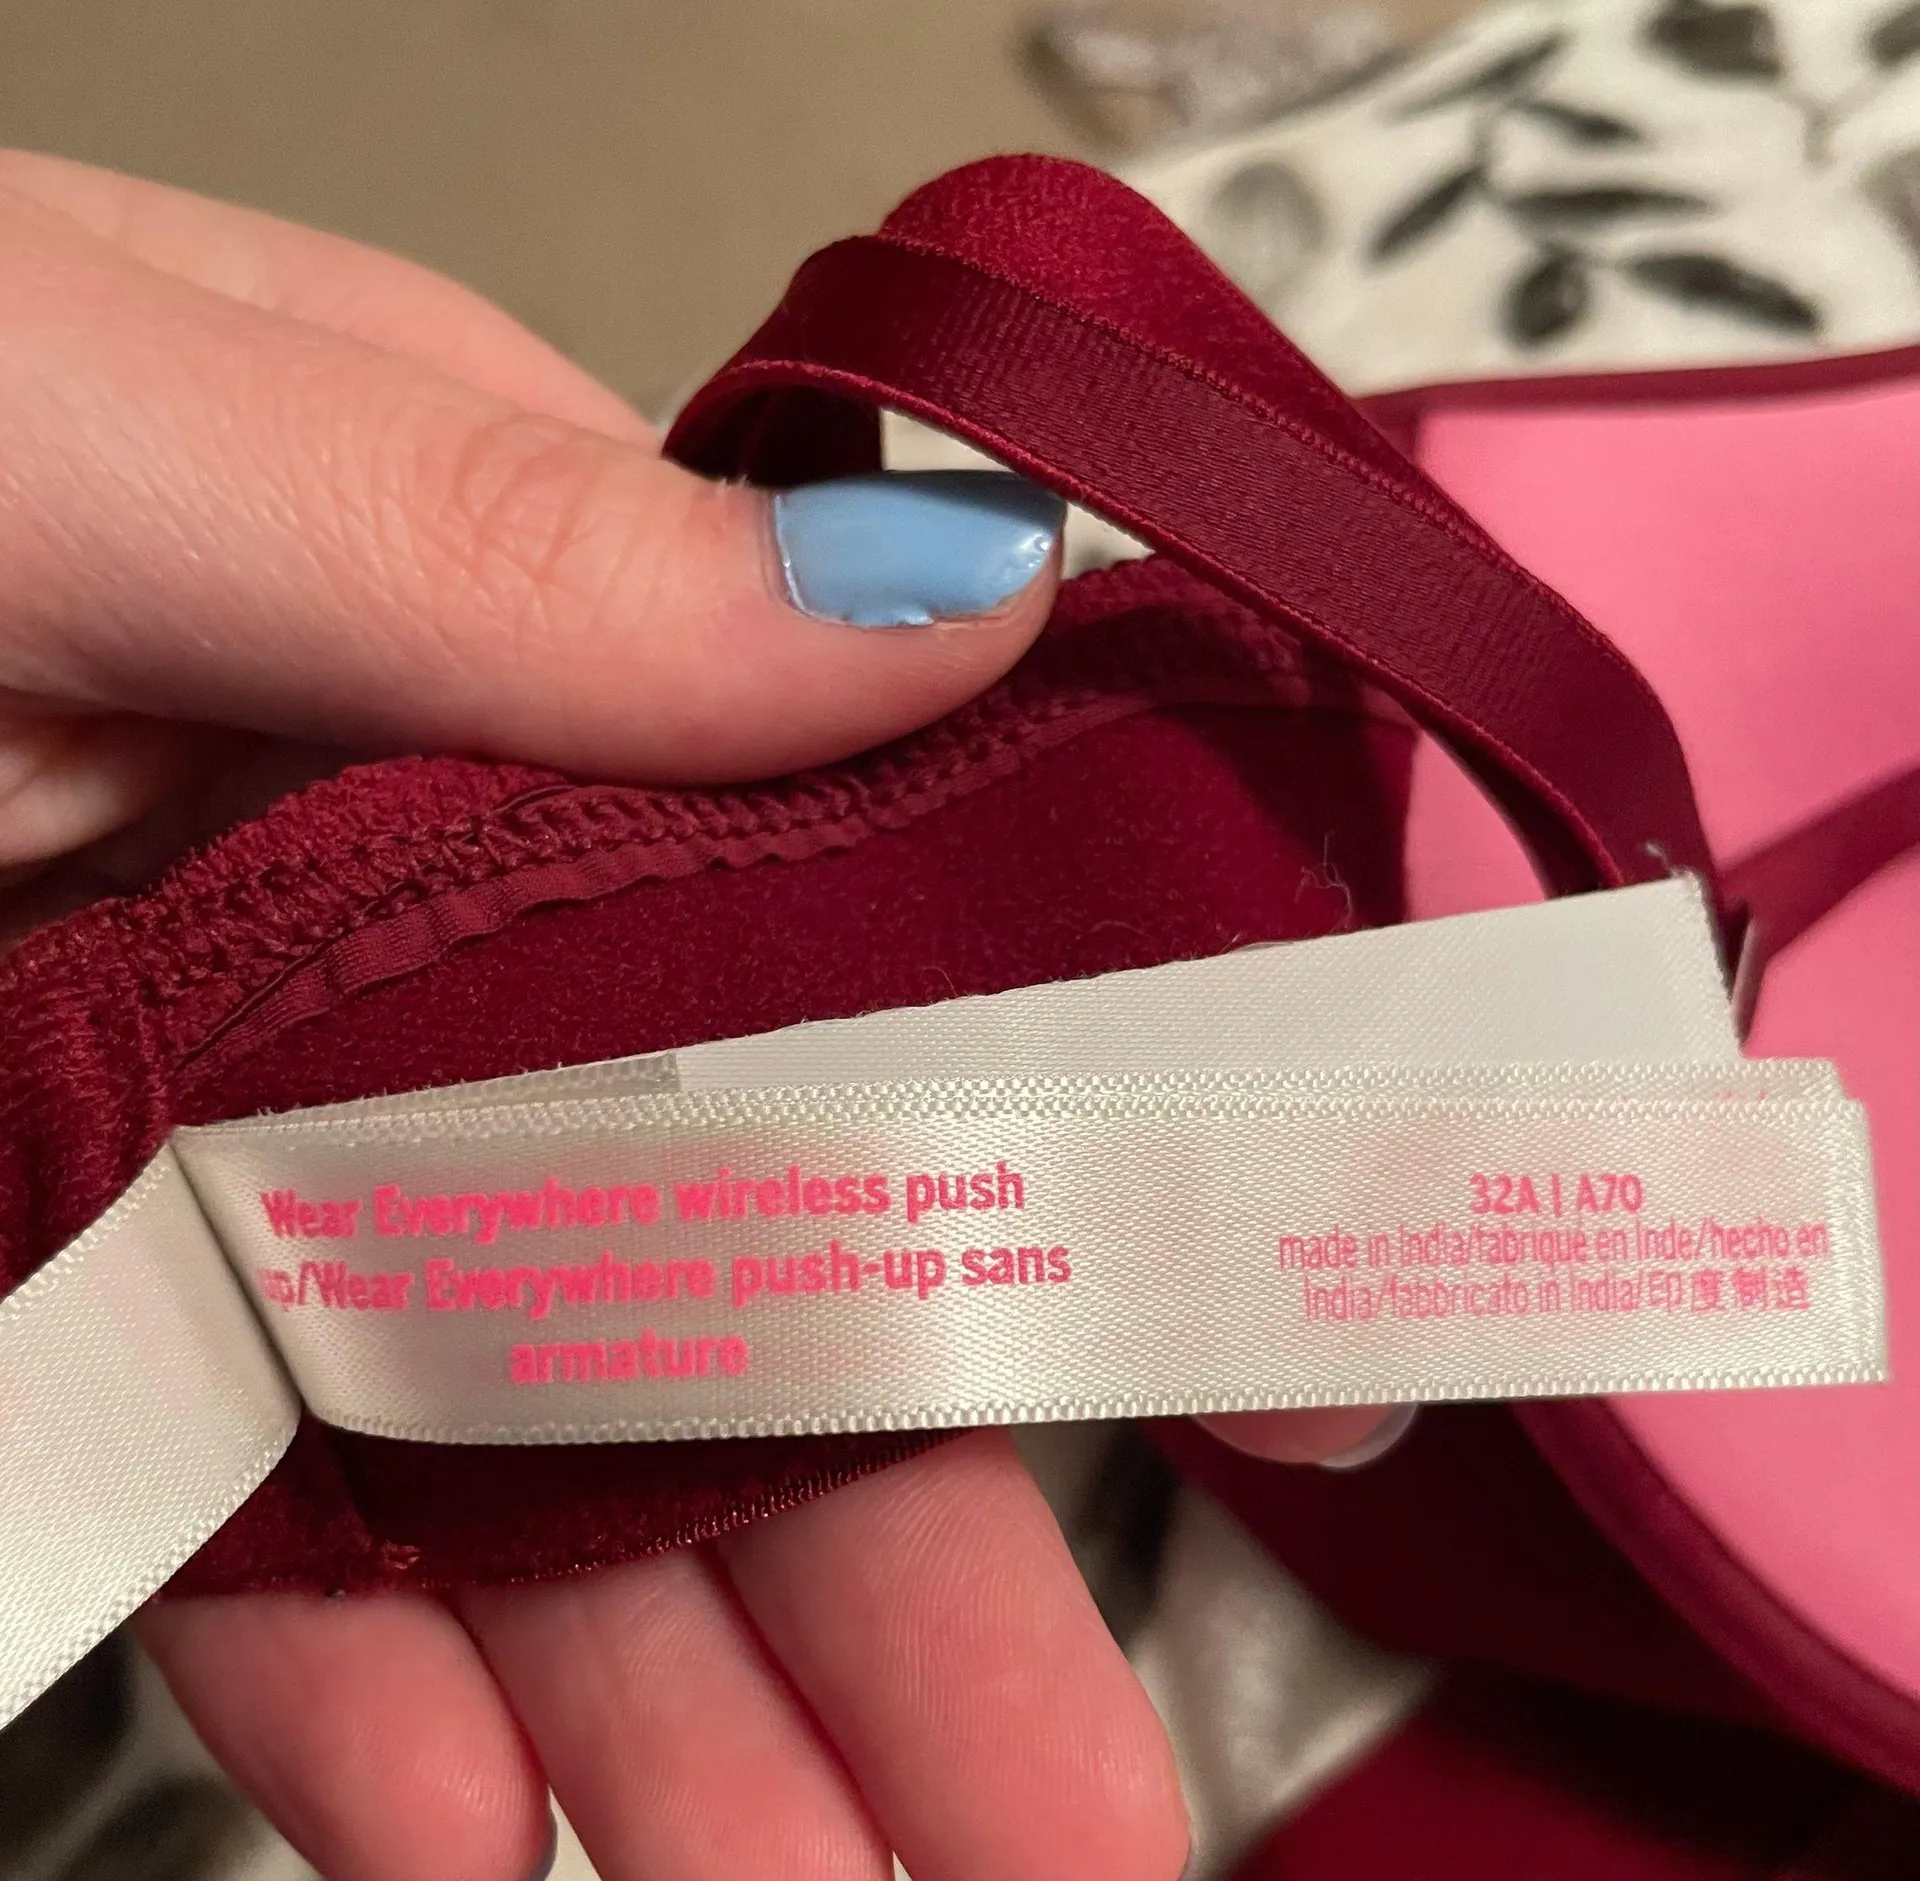 Wear Everywhere wireless push
up/Wear Everywhere push-up sans
armature
32A | A70
made in India/fabriqué en Inde/hecho en
India/fabbricato in India/印度制造